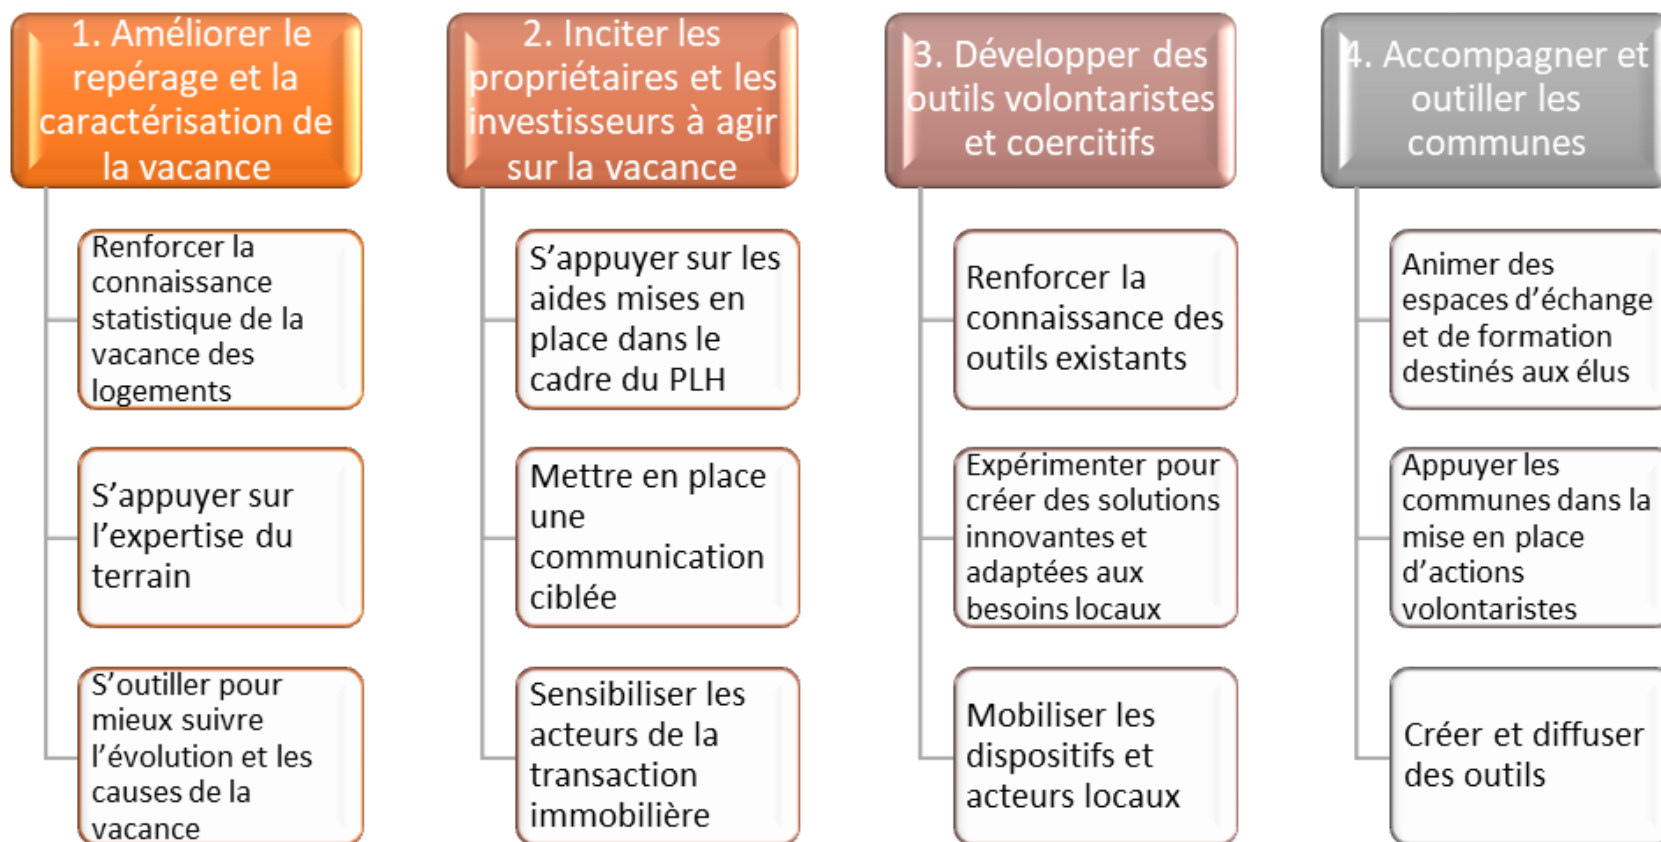 1. Améliorer le
repérage et la
caractérisation de
la vacance
Renforcer la
connaissance
statistique de la
vacance des
logements
S’appuyer sur
l’expertise du
terrain
S’outiller pour
mieux suivre
l’évolution et les
causes de la
vacance
2. Inciter les
propriétaires et les
investisseurs à agir
sur la vacance
S’appuyer sur les
aides mises en
place dans le
cadre du PLH
Mettre en place
une
communication
ciblée
Sensibiliser les
acteurs de la
transaction
immobilière
3. Développer des
outils volontaristes
et coercitifs
Renforcer la
connaissance des
outils existants
Expérimenter pour
créer des solutions
innovantes et
adaptées aux
besoins locaux
Mobiliser les
dispositifs et
acteurs locaux
4. Accompagner et
outiller les
communes
Animer des
espaces d’échange
et de formation
destinés aux élus
Appuyer les
communes dans la
mise en place
d’actions
volontaristes
Créer et diffuser
des outils